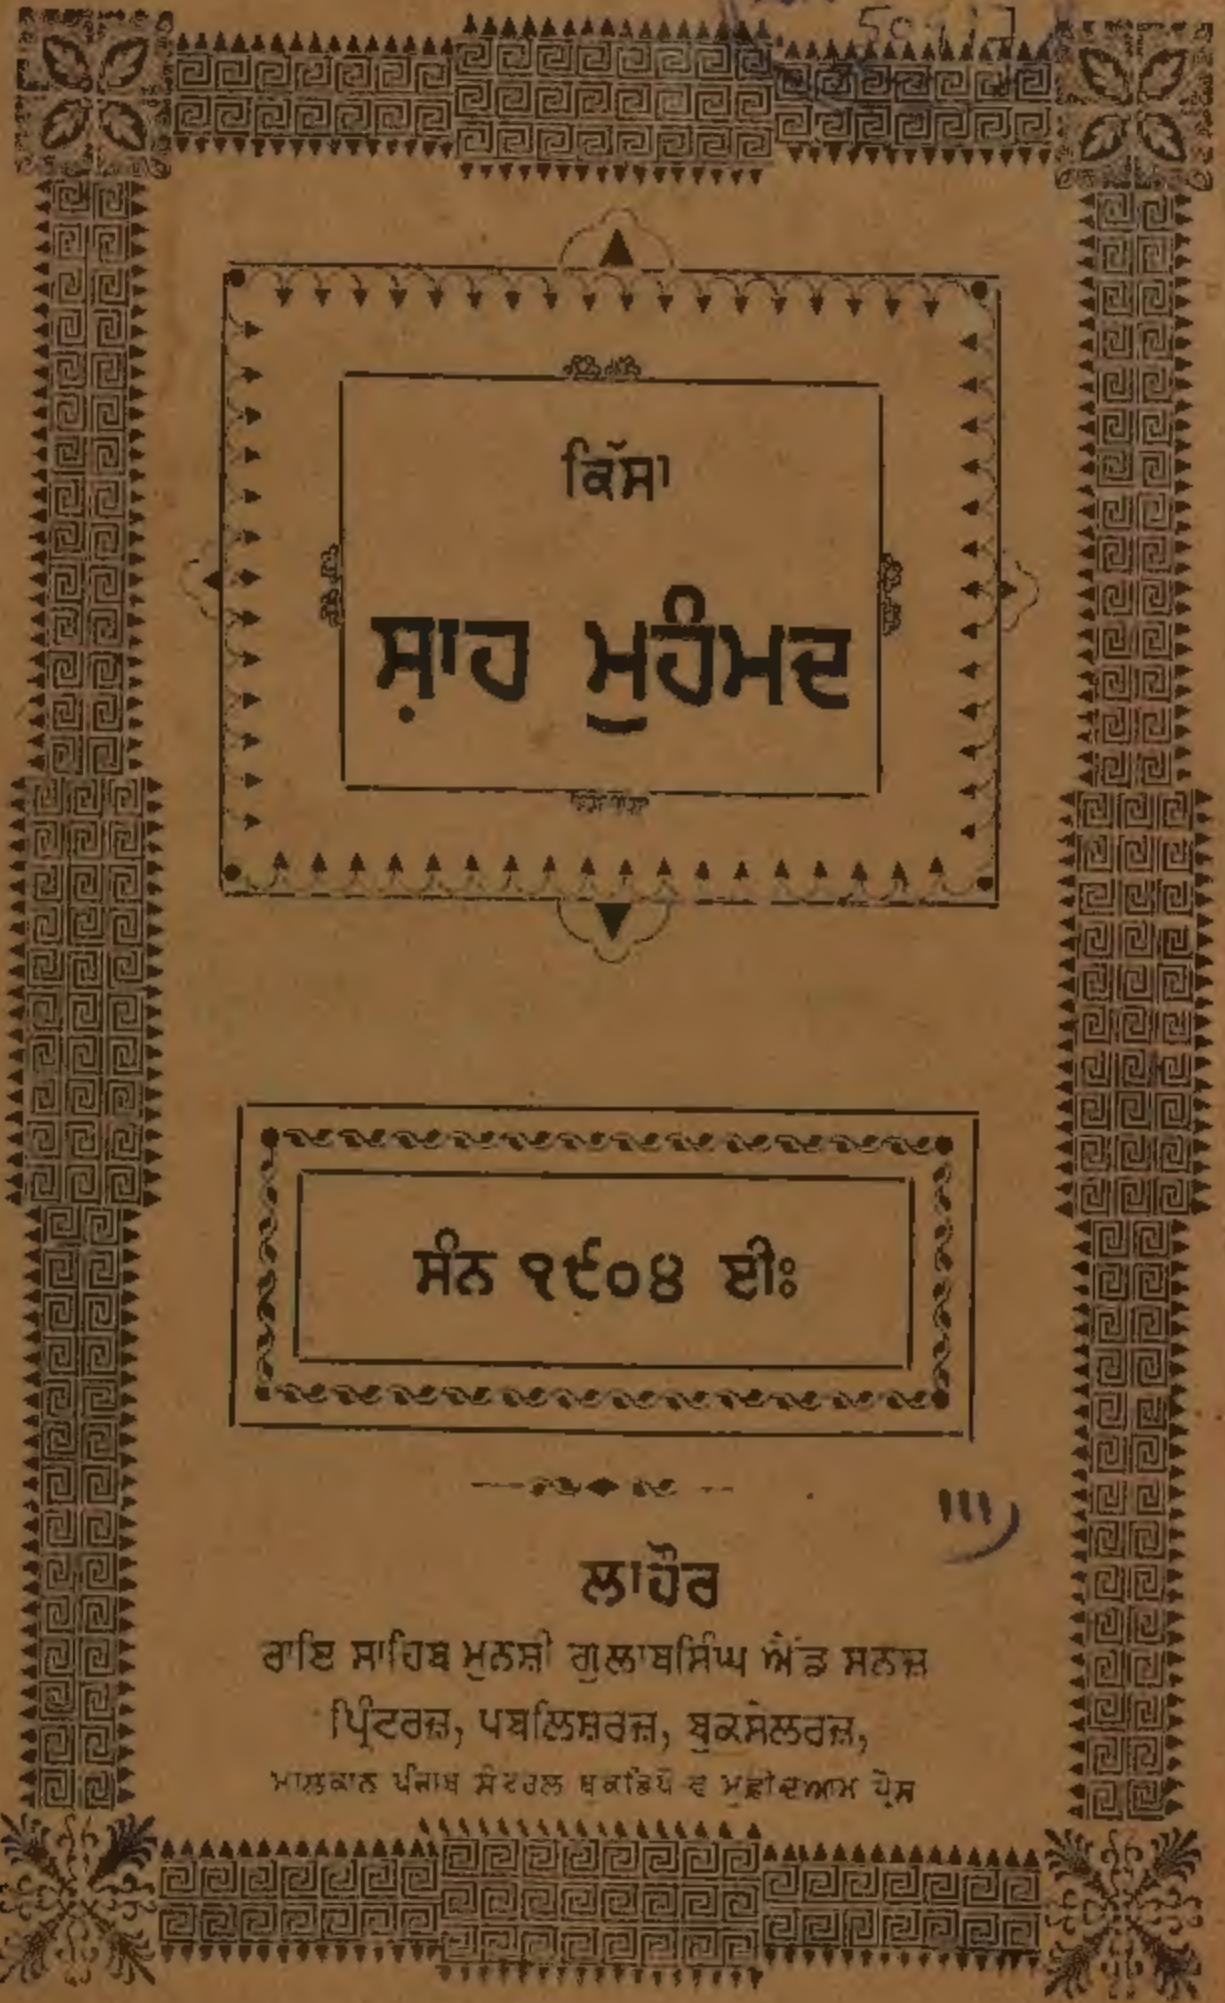 ਕਿੱਸਾ
ਸ਼ਾਹ ਮੁਹੰਮਦ
ਸੰਨ ੧੯੦੪ ਈਃ
ਲਾਹੌਰ
ਰਾਇ ਸਾਹਿਬ ਮੁਨਸ਼ੀ ਗੁਲਾਬਸਿੰਘ ਐਂਡ ਸਨਜ਼
ਪ੍ਰਿੰਟਰਜ਼, ਪਬਲਿਸ਼ਰਜ਼, ਬੁਕਸੇਲਰਜ਼,
ਮਾਲਕਾਨ ਪੰਜਾਬ ਸੈਂਟਰਲ ਬੁਕਡਿਪੋ ਵ ਮੁਫ਼ੀਦਆਮ ਪ੍ਰੈਸ